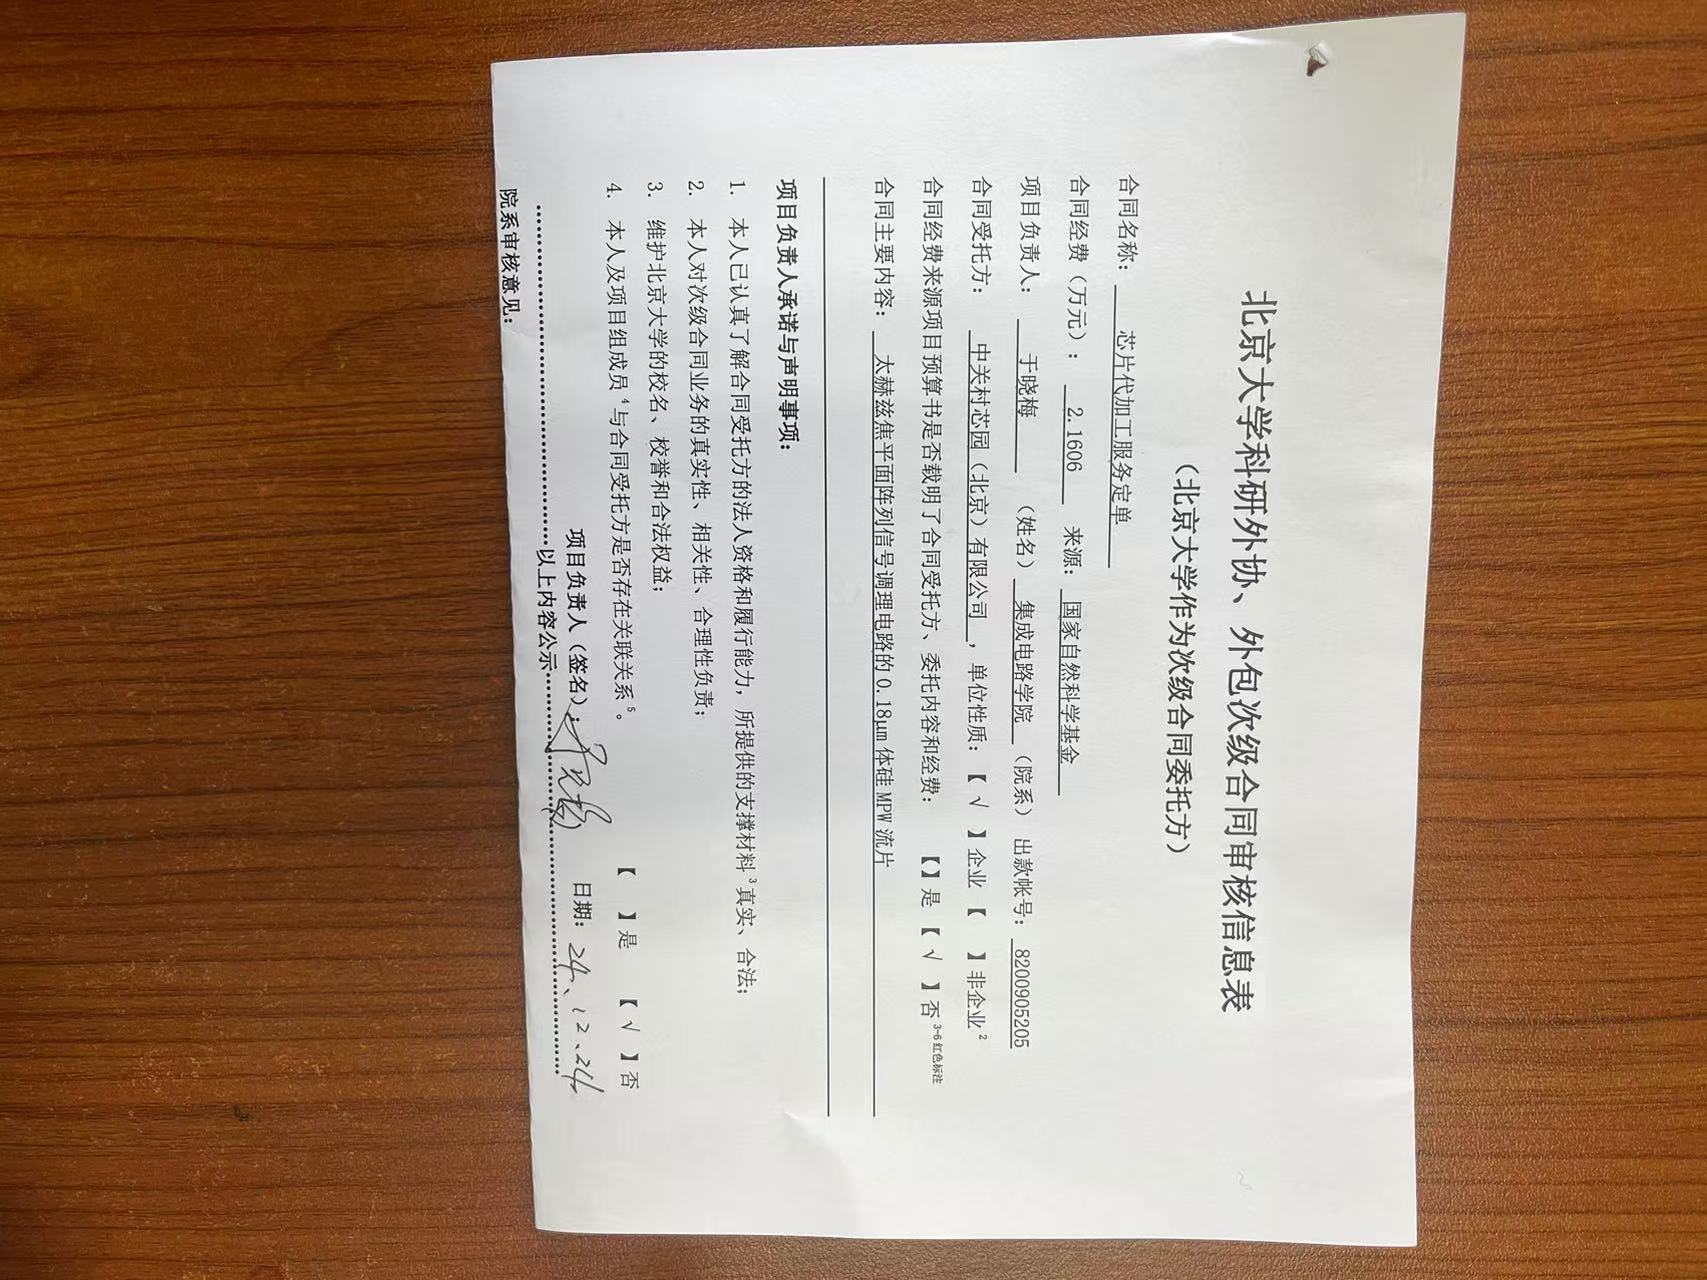 北京大学科研外协、外包次级合同审核信息表
（北京大学作为次级合同委托方）
合同名称： 芯片代加工服务定单
合同经费（万元）： 2.1606 来源： 国家自然科学基金
项目负责人： 于晓梅 （姓名） 集成电路学院 （院系） 出款帐号： 8200905205
合同受托方： 中关村芯园（北京）有限公司 ，单位性质：【 √ 】企业【 】非企业²
合同经费来源项目预算书是否载明了合同受托方、委托内容和经费： 【】是【 √ 】否³⁻⁶红色标注
合同主要内容： 太赫兹焦平面阵列信号调理电路的0.18μm 体硅 MPW 流片
项目负责人承诺与声明事项：
1. 本人已认真了解合同受托方的法人资格和履行能力，所提供的支撑材料³真实、合法；
2. 本人对次级合同业务的真实性、相关性、合理性负责；
3. 维护北京大学的校名、校誉和合法权益；
4. 本人及项目组成员⁴与合同受托方是否存在关联关系⁵。 【 】是 【 √ 】否
项目负责人（签名）：于晓梅 日期：24、12、24
以上内容公示
院系审核意见：